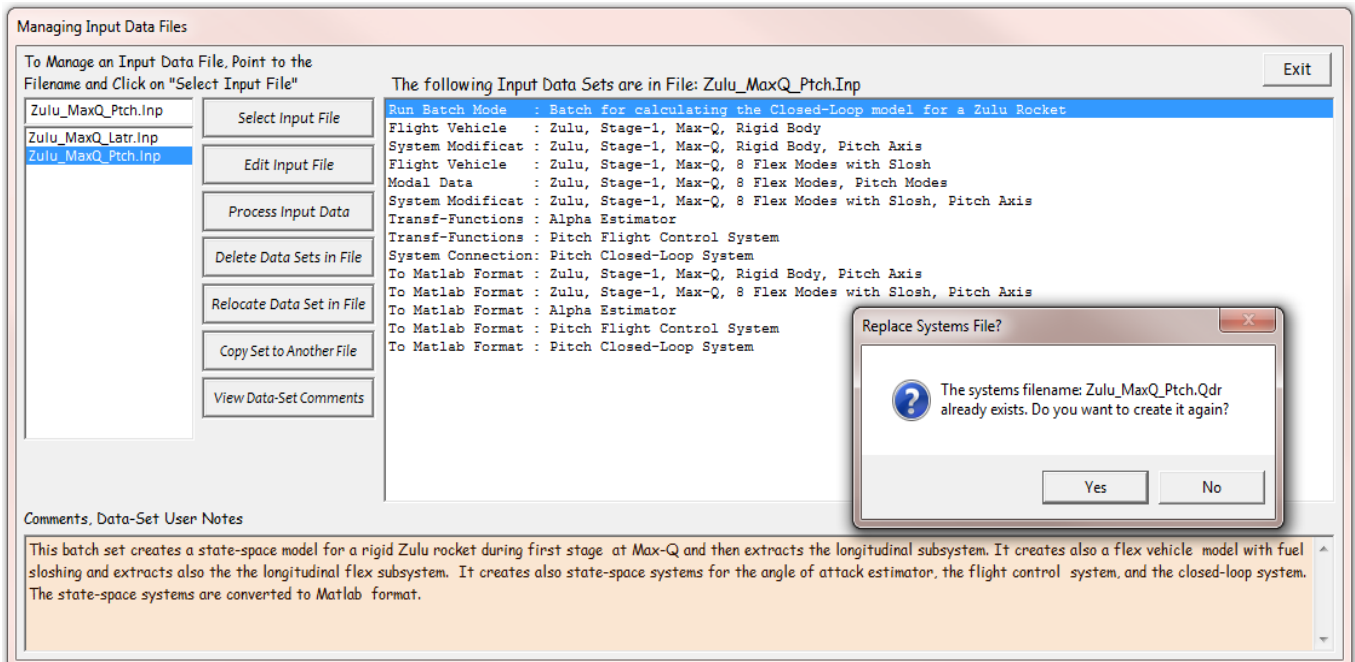 Managing Input Data Files
To Manage an Input Data File, Point to the
Filename and Click on "Select Input File"
The following Input Data Sets are in File: Zulu_MaxQ_Ptch.Inp
Exit
Zulu_MaxQ_Ptch.Inp
Zulu_MaxQ_Latr.Inp
Zulu_MaxQ_Ptch.Inp
Select Input File
Edit Input File
Process Input Data
Delete Data Sets in File
Relocate Data Set in File
Copy Set to Another File
View Data-Set Comments
Run Batch Mode : Batch for calculating the Closed-Loop model for a Zulu Rocket
Flight Vehicle : Zulu, Stage-1, Max-Q, Rigid Body
System Modificat : Zulu, Stage-1, Max-Q, Rigid Body, Pitch Axis
Flight Vehicle : Zulu, Stage-1, Max-Q, 8 Flex Modes with Slosh
Modal Data : Zulu, Stage-1, Max-Q, 8 Flex Modes, Pitch Modes
System Modificat : Zulu, Stage-1, Max-Q, 8 Flex Modes with Slosh, Pitch Axis
Transf-Functions : Alpha Estimator
Transf-Functions : Pitch Flight Control System
System Connection: Pitch Closed-Loop System
To Matlab Format : Zulu, Stage-1, Max-Q, Rigid Body, Pitch Axis
To Matlab Format : Zulu, Stage-1, Max-Q, 8 Flex Modes with Slosh, Pitch Axis
To Matlab Format : Alpha Estimator
To Matlab Format : Pitch Flight Control System
To Matlab Format : Pitch Closed-Loop System
Replace Systems File?
The systems filename: Zulu_MaxQ_Ptch.Qdr
already exists. Do you want to create it again?
Yes
No
Comments, Data-Set User Notes
This batch set creates a state-space model for a rigid Zulu rocket during first stage at Max-Q and then extracts the longitudinal subsystem. It creates also a flex vehicle model with fuel
sloshing and extracts also the the longitudinal flex subsystem. It creates also state-space systems for the angle of attack estimator, the flight control system, and the closed-loop system.
The state-space systems are converted to Matlab format.